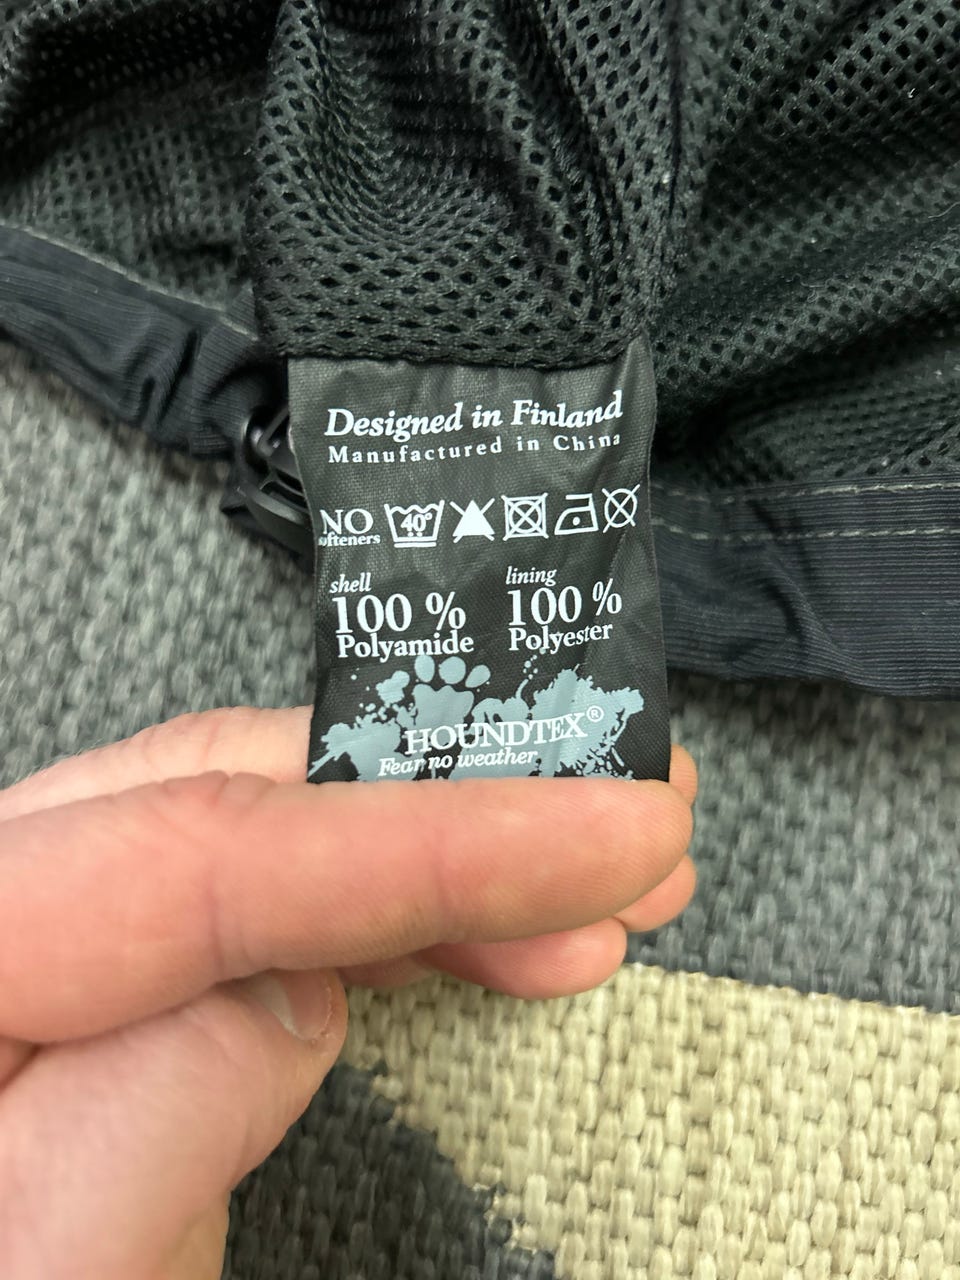 Designed in Finland
Manufactured in China
NO 40°
softeners
shell lining
100 % 100 %
Polyamide Polyester
HOUNDTEX®
Fear no weather